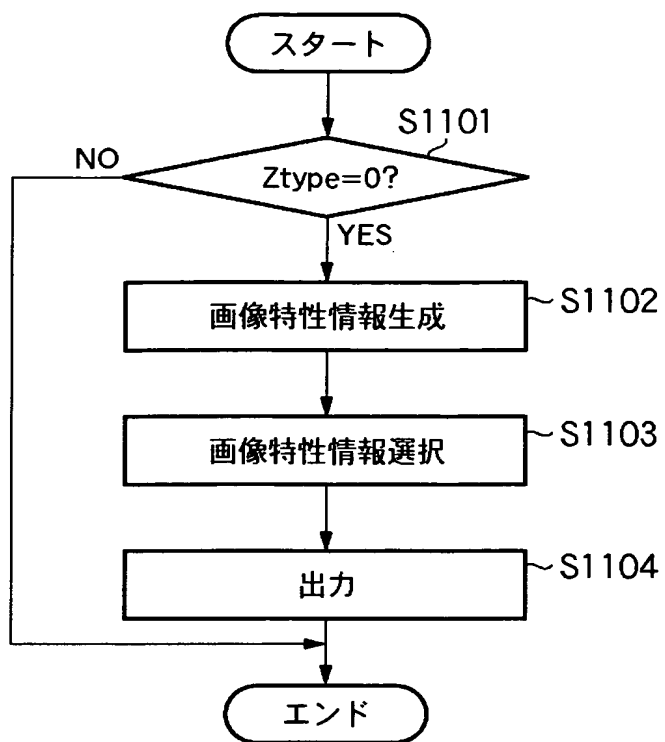 スタート
S1101
NO
Ztype=0?
YES
画像特性情報生成
S1102
画像特性情報選択
S1103
出力
S1104
エンド